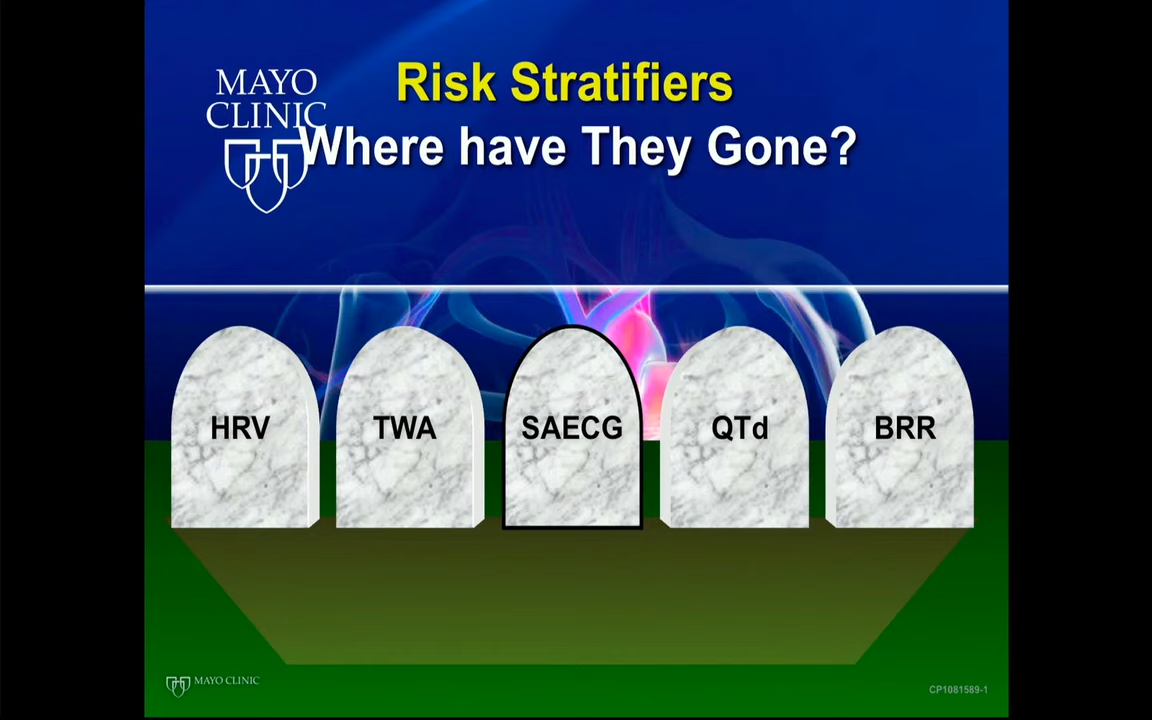 MAYO
CLINIC
Risk Stratifiers
Where have They Gone?
HRV
TWA
SAECG
QTd
BRR
MAYO CLINIC
CP1081589-1